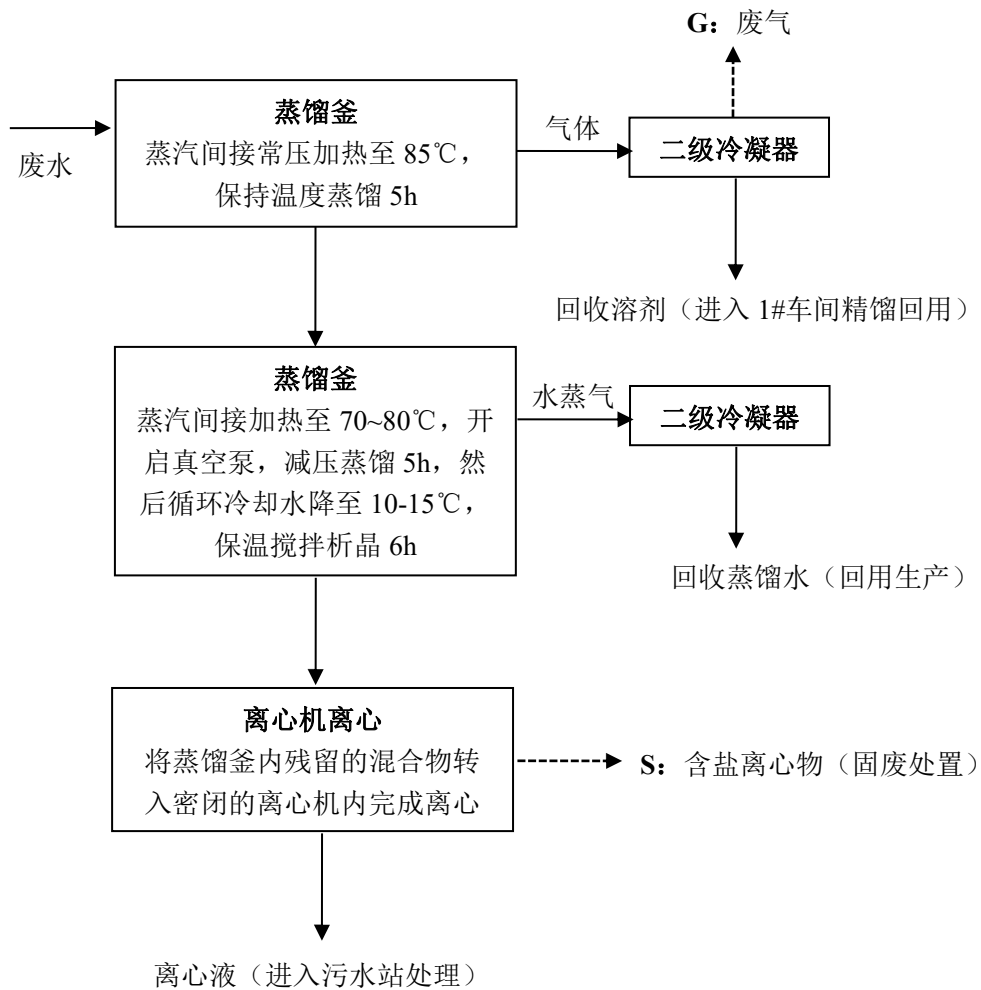 G：废气
蒸馏釜
蒸汽间接常压加热至 85℃，
保持温度蒸馏 5h
废水
气体
二级冷凝器
回收溶剂（进入 1#车间精馏回用）
蒸馏釜
蒸汽间接加热至 70~80℃，开
启真空泵，减压蒸馏 5h，然
后循环冷却水降至 10-15℃，
保温搅拌析晶 6h
水蒸气
二级冷凝器
回收蒸馏水（回用生产）
离心机离心
将蒸馏釜内残留的混合物转
入密闭的离心机内完成离心
S：含盐离心物（固废处置）
离心液（进入污水站处理）